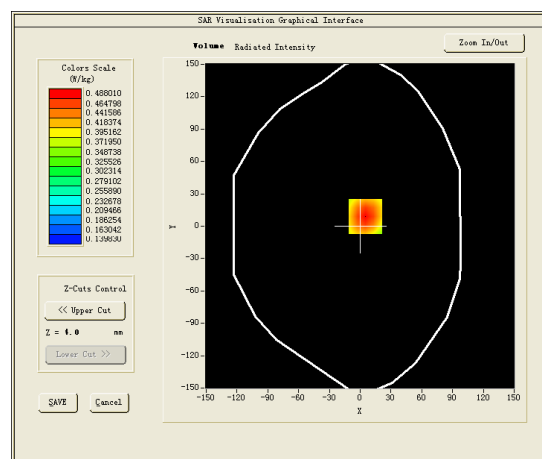 SAR Visualisation Graphical Interface
Volume Radiated Intensity
Zoom In/Out
Colors Scale
(W/kg)
0.488010
0.464798
0.441586
0.418374
0.395162
0.371950
0.348738
0.325526
0.302314
0.279102
0.255890
0.232678
0.209466
0.186254
0.163042
0.139830
Z-Cuts Control
<< Upper Cut
Z = 4.0 mm
Lower Cut >>
SAVE
Cancel
150
90
60
30
0
-30
-60
-90
-120
-150
Y
-150 -120 -90 -60 -30 0 30 60 90 120 150
X